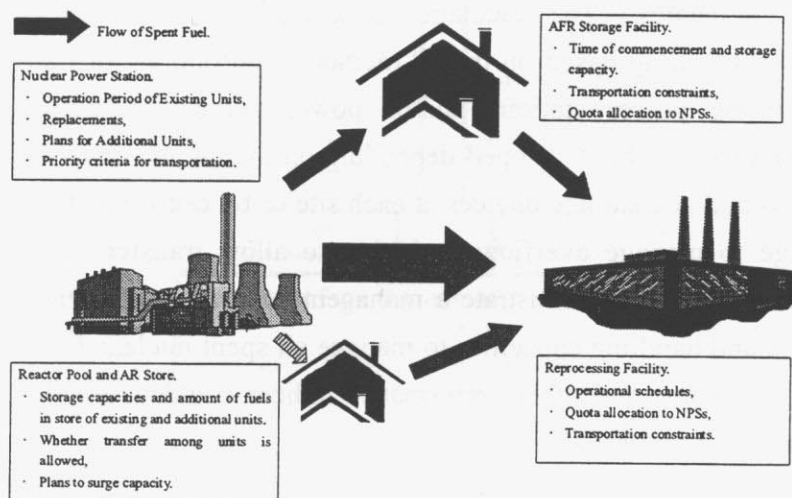 Flow of Spent Fuel.
Nuclear Power Station.
· Operation Period of Existing Units,
· Replacements,
· Plans for Additional Units,
· Priority criteria for transportation.
AFR Storage Facility.
· Time of commencement and storage
capacity.
· Transportation constraints,
· Quota allocation to NPSs.
Reactor Pool and AR Store.
· Storage capacities and amount of fuels
in store of existing and additional units.
· Whether transfer among units is
allowed,
· Plans to surge capacity.
Reprocessing Facility.
· Operational schedules,
· Quota allocation to NPSs,
· Transportation constraints.